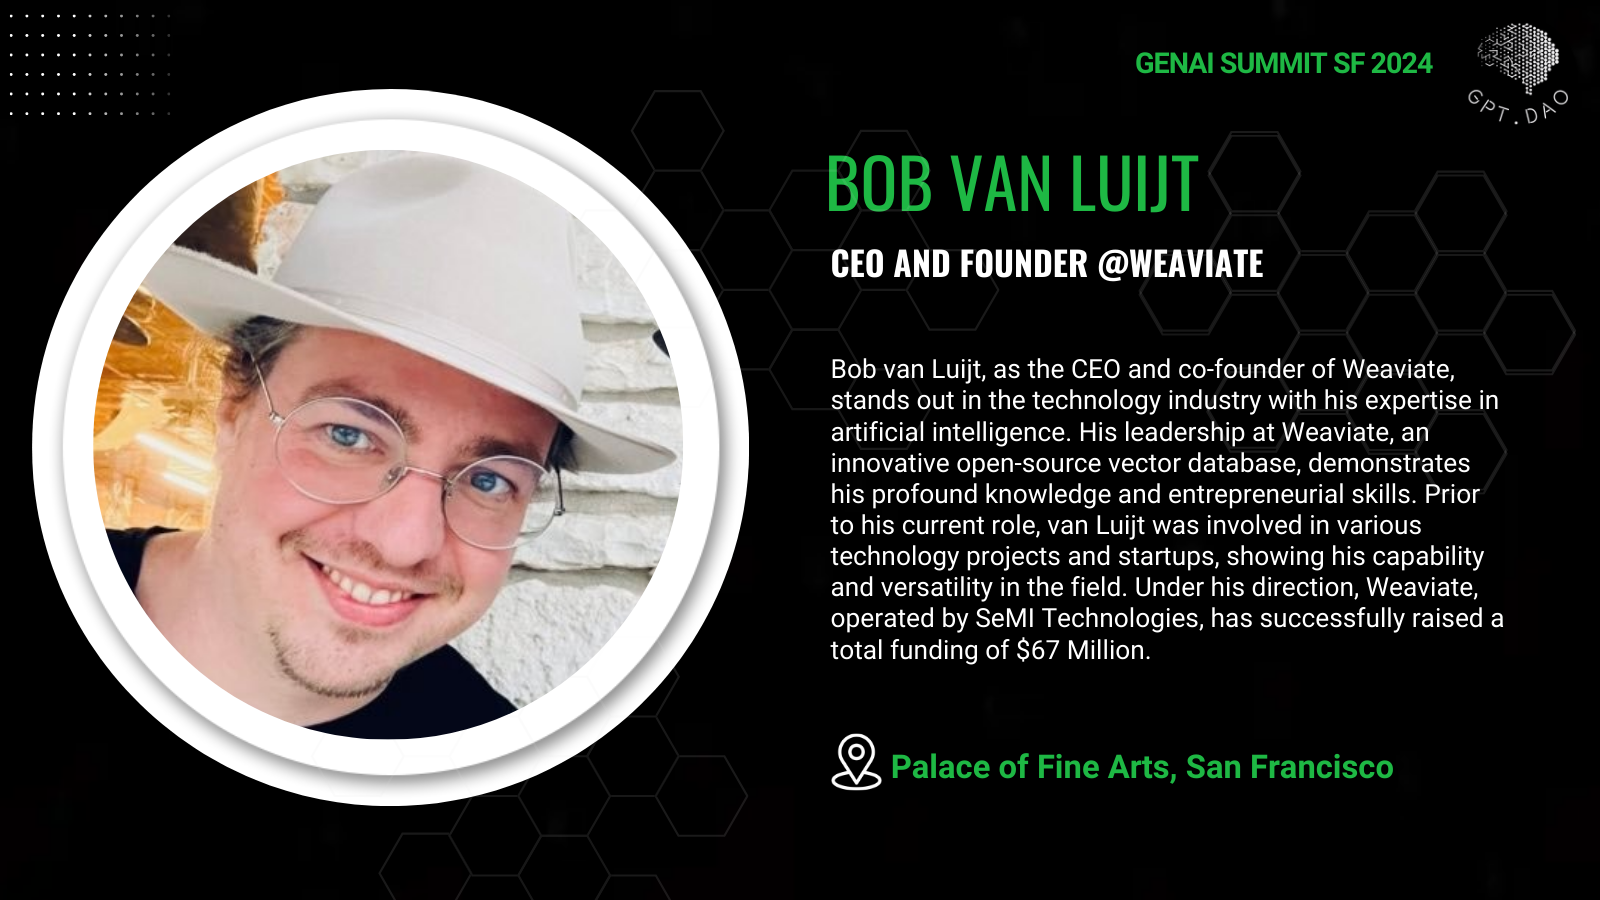 GENAI SUMMIT SF 2024
GPT.DAO
BOB VAN LUIJT
CEO AND FOUNDER @WEAVIATE
Bob van Luijt, as the CEO and co-founder of Weaviate,
stands out in the technology industry with his expertise in
artificial intelligence. His leadership at Weaviate, an
innovative open-source vector database, demonstrates
his profound knowledge and entrepreneurial skills. Prior
to his current role, van Luijt was involved in various
technology projects and startups, showing his capability
and versatility in the field. Under his direction, Weaviate,
operated by SeMI Technologies, has successfully raised a
total funding of $67 Million.
Palace of Fine Arts, San Francisco